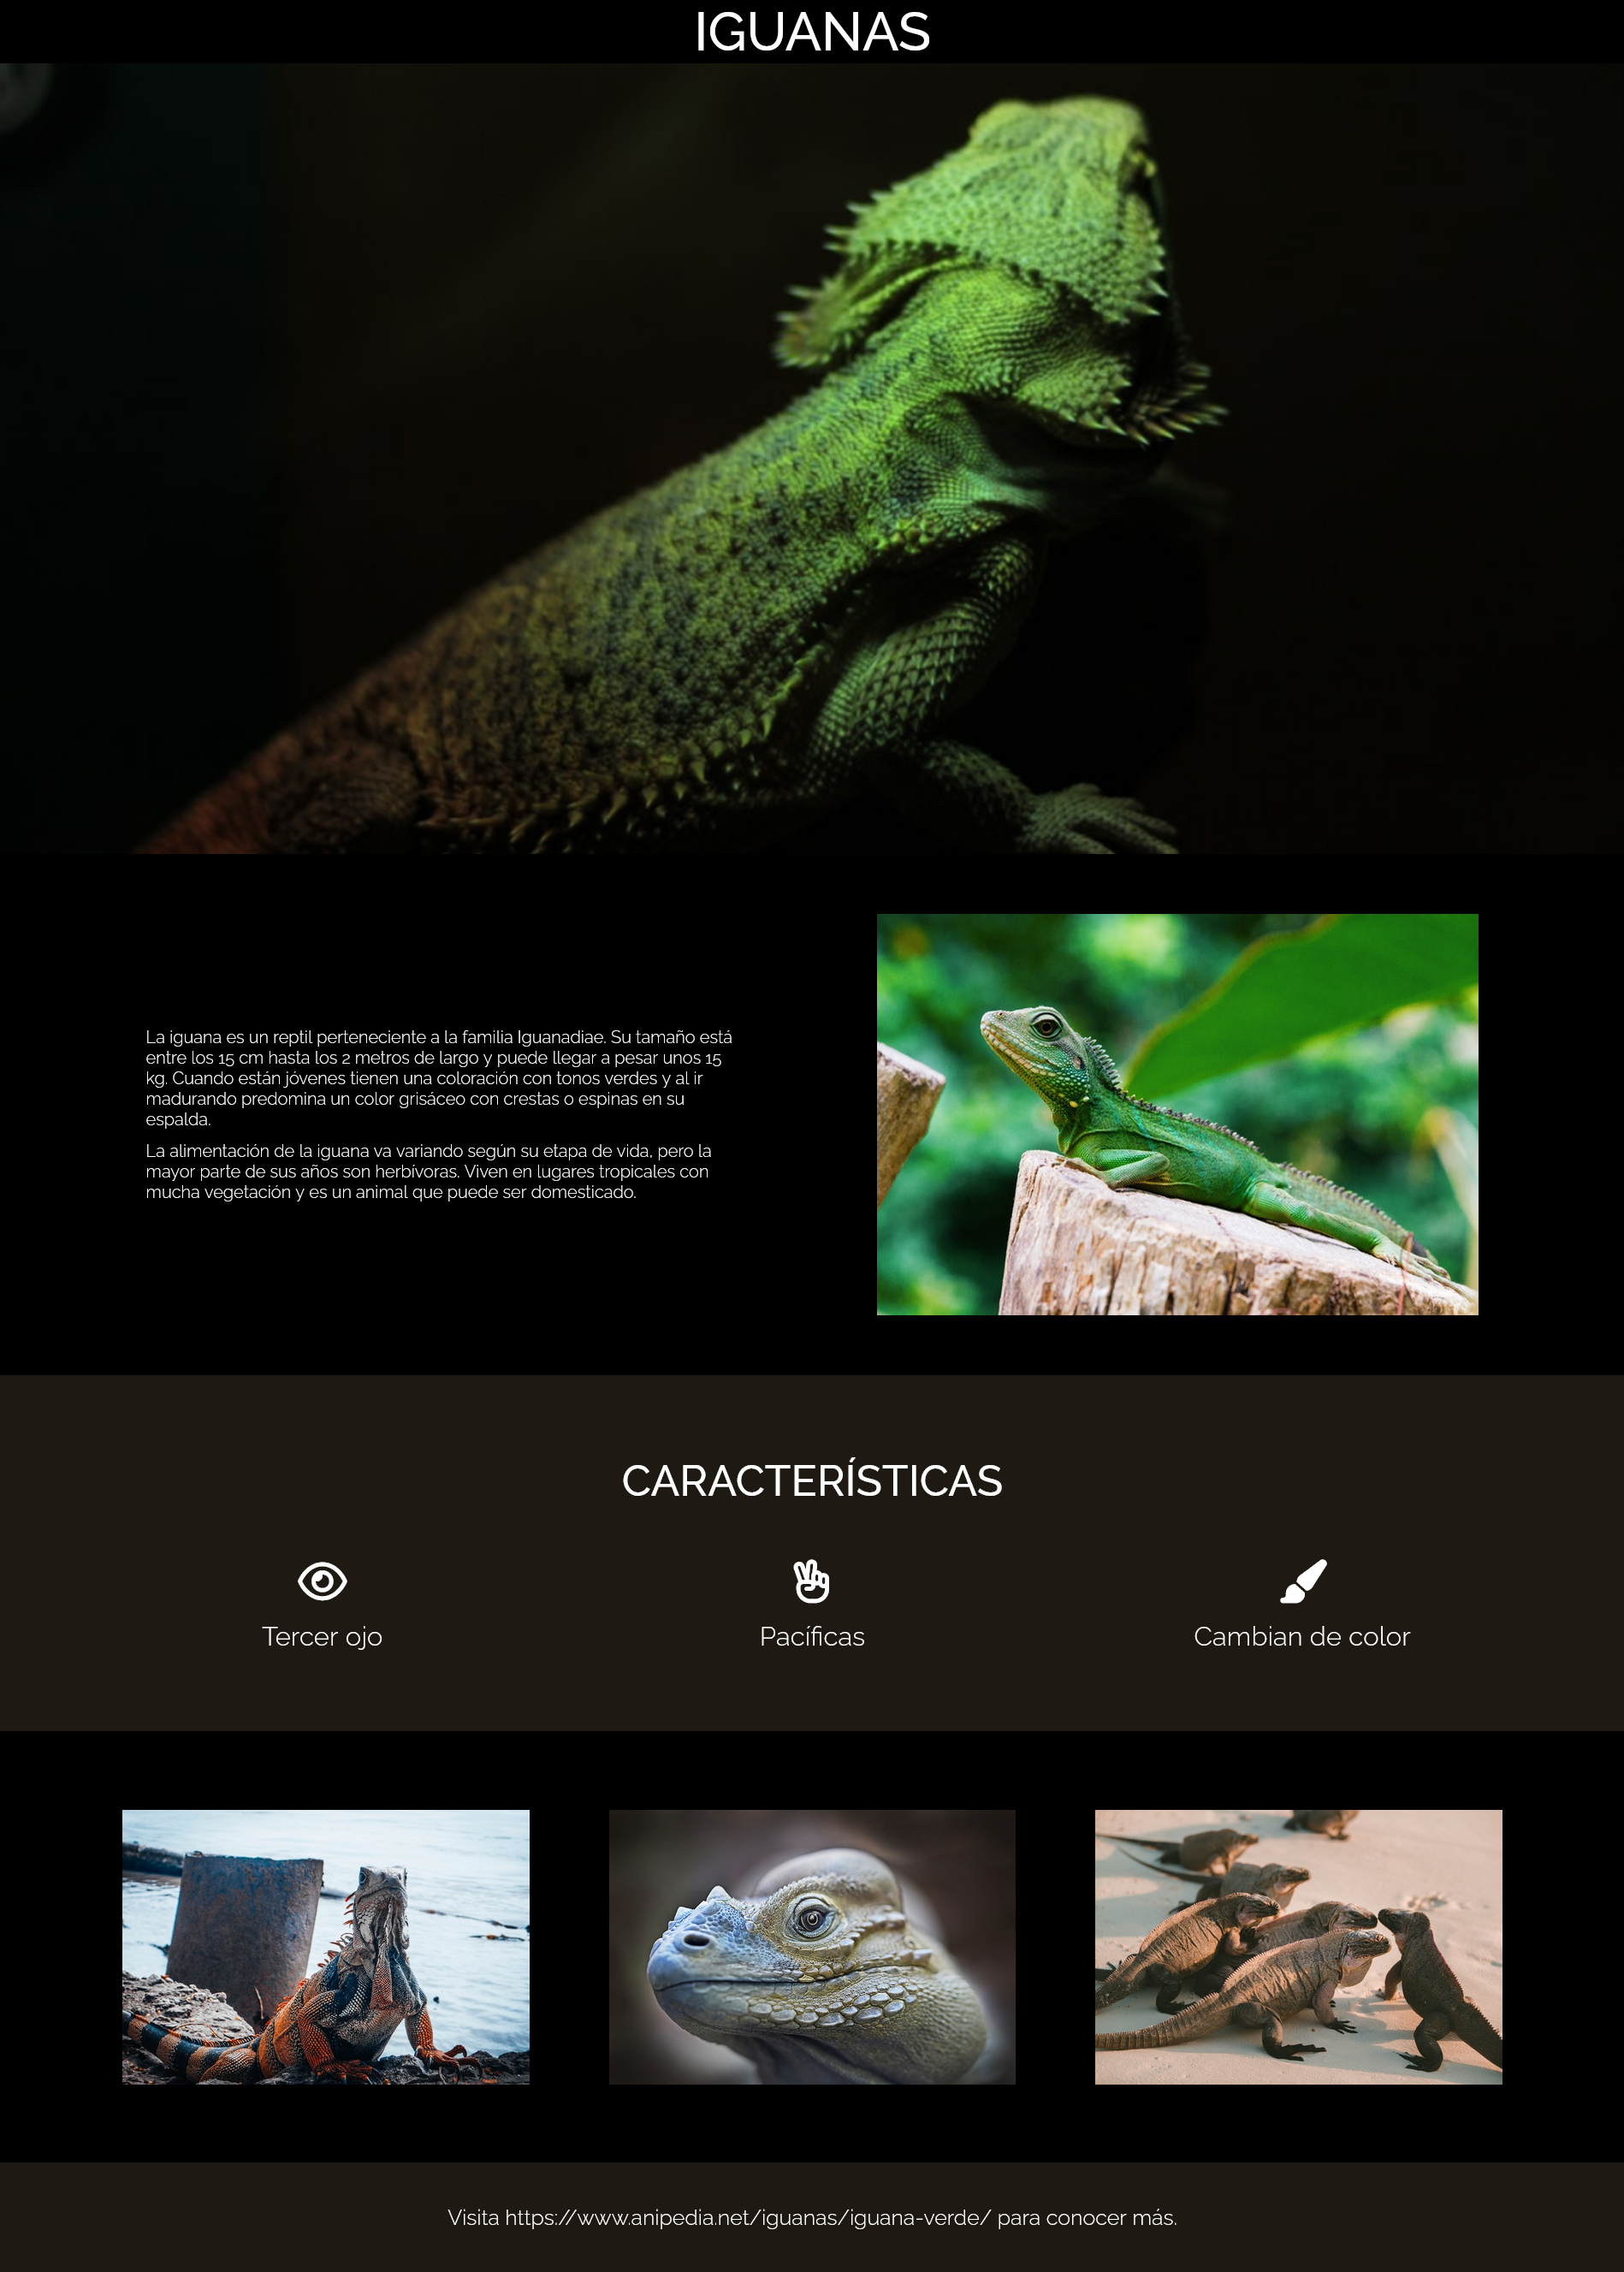 IGUANAS
La iguana es un reptil perteneciente a la familia Iguanadiae. Su tamaño está
entre los 15 cm hasta los 2 metros de largo y puede llegar a pesar unos 15
kg. Cuando están jóvenes tienen una coloración con tonos verdes y al ir
madurando predomina un color grisáceo con crestas o espinas en su
espalda.
La alimentación de la iguana va variando según su etapa de vida, pero la
mayor parte de sus años son herbívoras. Viven en lugares tropicales con
mucha vegetación y es un animal que puede ser domesticado.
CARACTERÍSTICAS
Tercer ojo
Pacíficas
Cambian de color
Visita https://www.anipedia.net/iguanas/iguana-verde/ para conocer más.